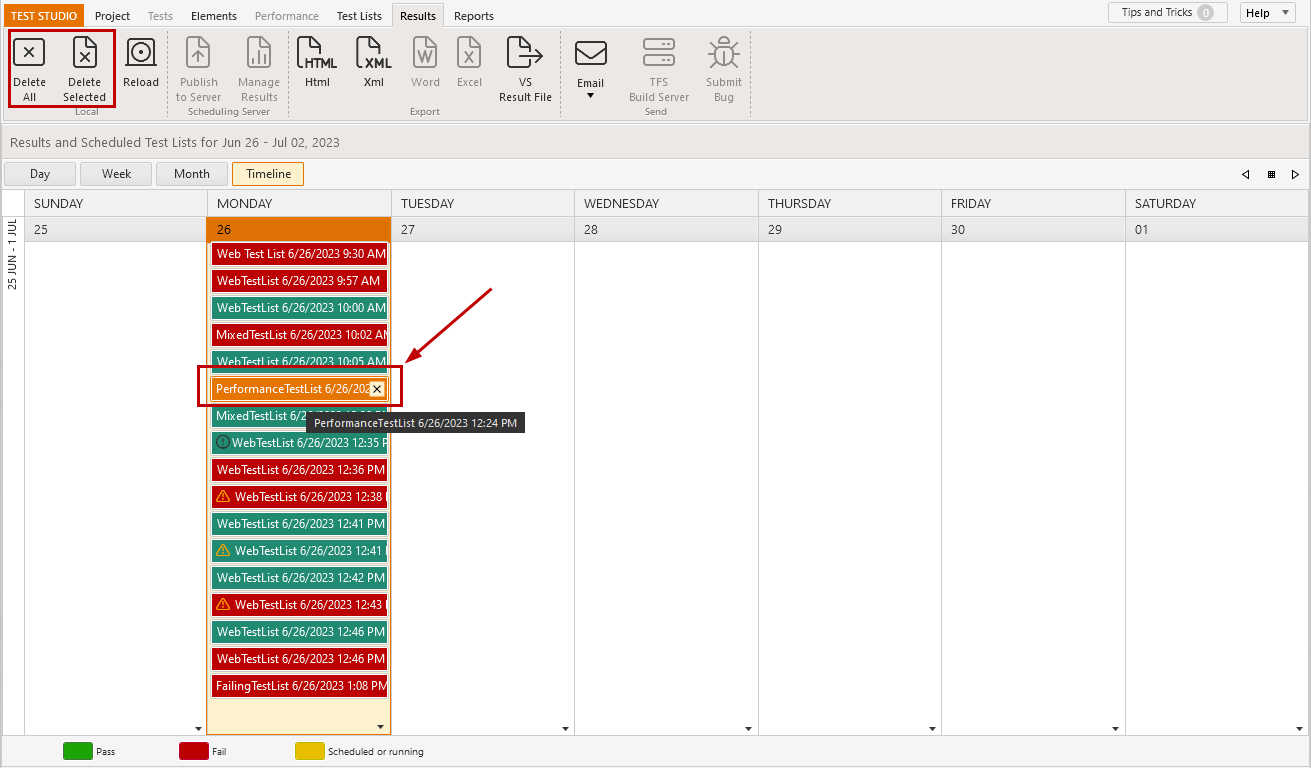 TEST STUDIO Project Tests Elements Performance Test Lists Results Reports Tips and Tricks 0 Help
Delete All
Delete Selected
Reload
Local
Publish to Server
Manage Results
Scheduling Server
HTML
Html
XML
Xml
Word
Excel
VS Result File
Export
Email
TFS Build Server
Submit Bug
Send
Results and Scheduled Test Lists for Jun 26 - Jul 02, 2023
Day Week Month Timeline
SUNDAY MONDAY TUESDAY WEDNESDAY THURSDAY FRIDAY SATURDAY
25 26 27 28 29 30 01
25 JUN - 1 JUL
Web Test List 6/26/2023 9:30 AM
WebTestList 6/26/2023 9:57 AM
WebTestList 6/26/2023 10:00 AM
MixedTestList 6/26/2023 10:02 AM
WebTestList 6/26/2023 10:05 AM
PerformanceTestList 6/26/202
MixedTestList 6/2
PerformanceTestList 6/26/2023 12:24 PM
WebTestList 6/26/2023 12:35 P
WebTestList 6/26/2023 12:36 PM
WebTestList 6/26/2023 12:38
WebTestList 6/26/2023 12:41 PM
WebTestList 6/26/2023 12:41
WebTestList 6/26/2023 12:42 PM
WebTestList 6/26/2023 12:43
WebTestList 6/26/2023 12:46 PM
WebTestList 6/26/2023 12:46 PM
FailingTestList 6/26/2023 1:08 PM
Pass Fail Scheduled or running